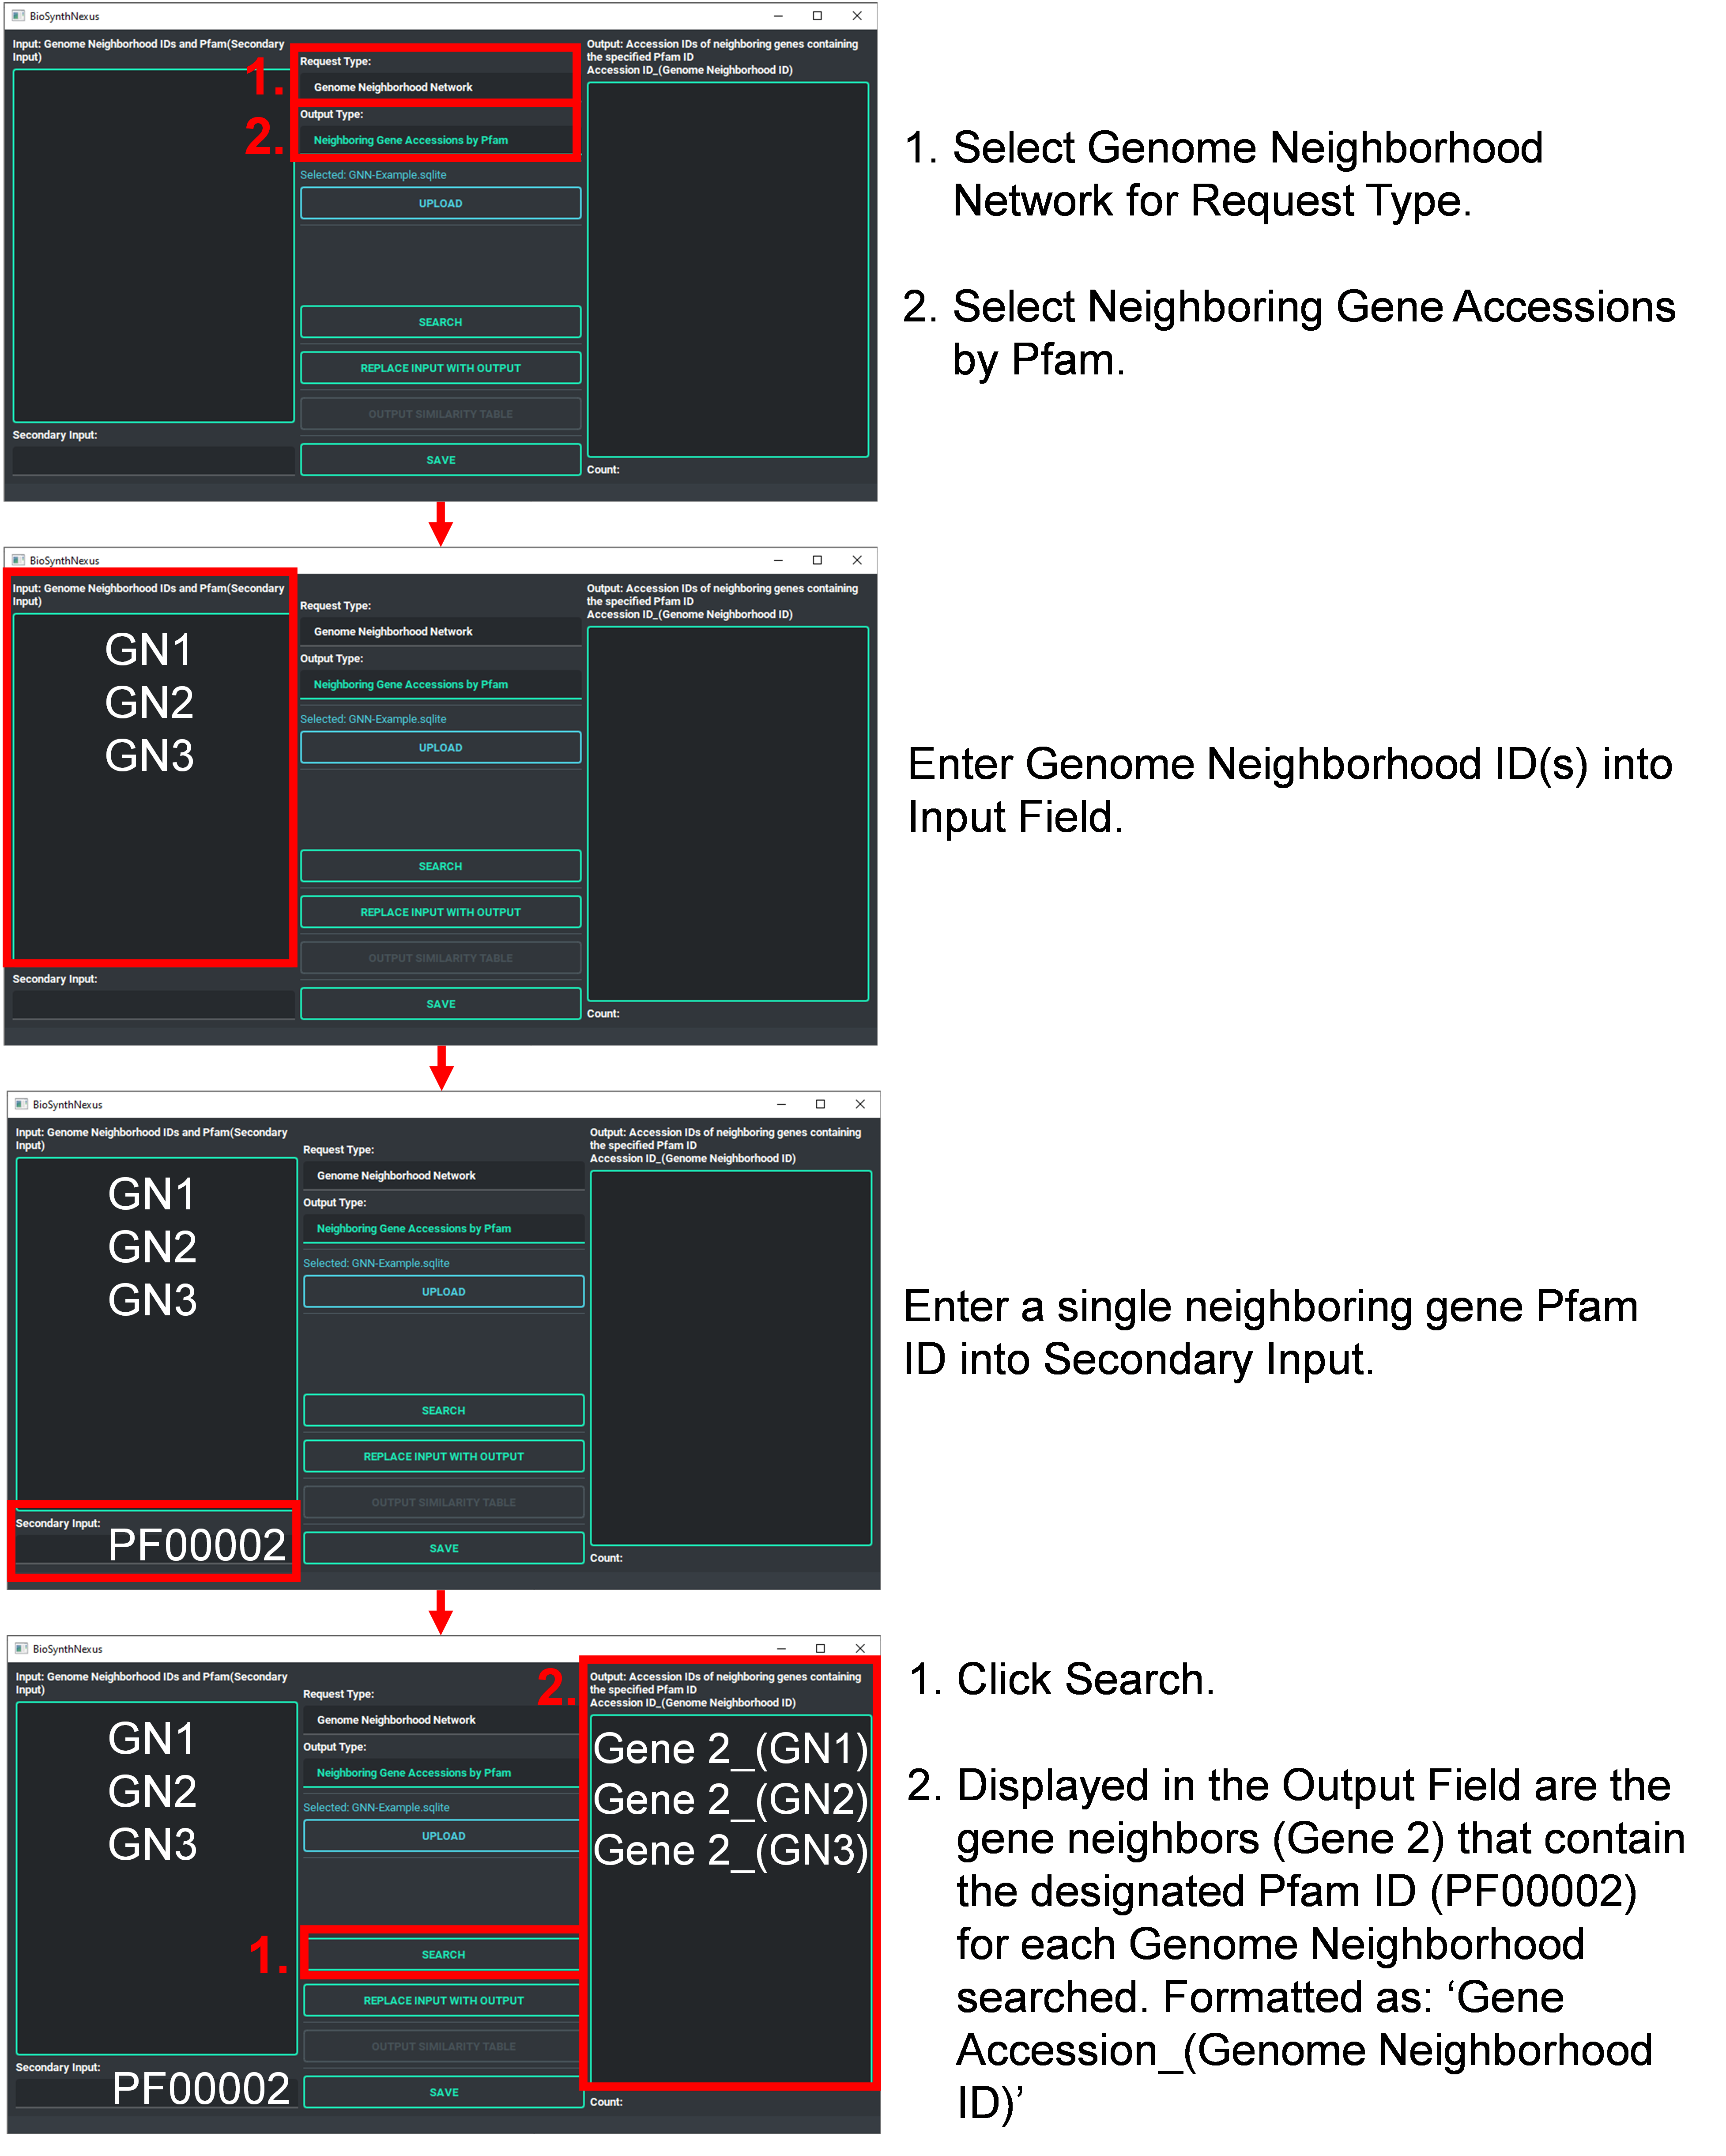 BioSynthNexus
Input: Genome Neighborhood IDs and Pfam(Secondary
Input)
1.
Request Type:
Genome Neighborhood Network
2.
Output Type:
Neighboring Gene Accessions by Pfam
Selected: GNN-Example.sqlite
UPLOAD
SEARCH
REPLACE INPUT WITH OUTPUT
OUTPUT SIMILARITY TABLE
SAVE
Secondary Input:
Output: Accession IDs of neighboring genes containing
the specified Pfam ID
Accession ID_(Genome Neighborhood ID)
Count:
1. Select Genome Neighborhood
Network for Request Type.
2. Select Neighboring Gene Accessions
by Pfam.
BioSynthNexus
Input: Genome Neighborhood IDs and Pfam(Secondary
Input)
GN1
GN2
GN3
Secondary Input:
Request Type:
Genome Neighborhood Network
Output Type:
Neighboring Gene Accessions by Pfam
Selected: GNN-Example.sqlite
UPLOAD
SEARCH
REPLACE INPUT WITH OUTPUT
OUTPUT SIMILARITY TABLE
SAVE
Output: Accession IDs of neighboring genes containing
the specified Pfam ID
Accession ID_(Genome Neighborhood ID)
Count:
Enter Genome Neighborhood ID(s) into
Input Field.
BioSynthNexus
Input: Genome Neighborhood IDs and Pfam(Secondary
Input)
GN1
GN2
GN3
Secondary Input:
PF00002
Request Type:
Genome Neighborhood Network
Output Type:
Neighboring Gene Accessions by Pfam
Selected: GNN-Example.sqlite
UPLOAD
SEARCH
REPLACE INPUT WITH OUTPUT
OUTPUT SIMILARITY TABLE
SAVE
Output: Accession IDs of neighboring genes containing
the specified Pfam ID
Accession ID_(Genome Neighborhood ID)
Count:
Enter a single neighboring gene Pfam
ID into Secondary Input.
BioSynthNexus
Input: Genome Neighborhood IDs and Pfam(Secondary
Input)
GN1
GN2
GN3
Secondary Input:
PF00002
Request Type:
Genome Neighborhood Network
Output Type:
Neighboring Gene Accessions by Pfam
Selected: GNN-Example.sqlite
UPLOAD
1.
SEARCH
REPLACE INPUT WITH OUTPUT
OUTPUT SIMILARITY TABLE
SAVE
2.
Output: Accession IDs of neighboring genes containing
the specified Pfam ID
Accession ID_(Genome Neighborhood ID)
Gene 2_(GN1)
Gene 2_(GN2)
Gene 2_(GN3)
Count:
1. Click Search.
2. Displayed in the Output Field are the
gene neighbors (Gene 2) that contain
the designated Pfam ID (PF00002)
for each Genome Neighborhood
searched. Formatted as: ‘Gene
Accession_(Genome Neighborhood
ID)’